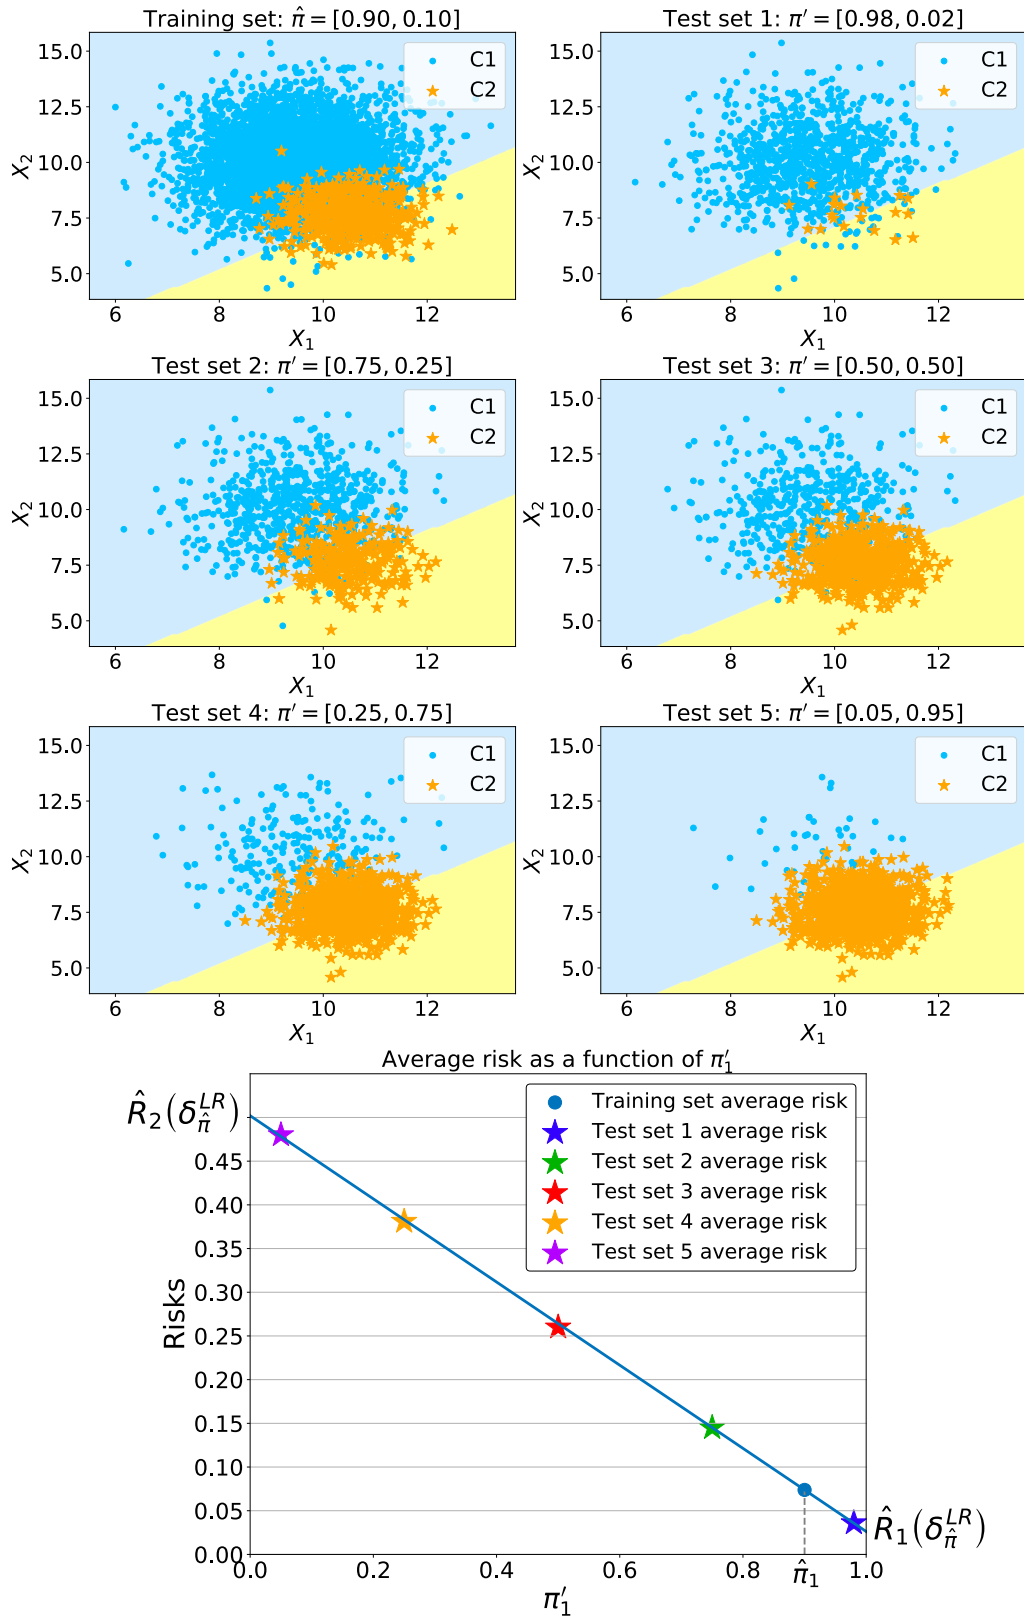 Training set: π̂ = [0.90, 0.10]
15.0
12.5
10.0
7.5
5.0
X₂
C1
C2
6 8 10 12
X₁
Test set 1: π′ = [0.98, 0.02]
15.0
12.5
10.0
7.5
5.0
X₂
C1
C2
6 8 10 12
X₁
Test set 2: π′ = [0.75, 0.25]
15.0
12.5
10.0
7.5
5.0
X₂
C1
C2
6 8 10 12
X₁
Test set 3: π′ = [0.50, 0.50]
15.0
12.5
10.0
7.5
5.0
X₂
C1
C2
6 8 10 12
X₁
Test set 4: π′ = [0.25, 0.75]
15.0
12.5
10.0
7.5
5.0
X₂
C1
C2
6 8 10 12
X₁
Test set 5: π′ = [0.05, 0.95]
15.0
12.5
10.0
7.5
5.0
X₂
C1
C2
6 8 10 12
X₁
Average risk as a function of π′₁
R̂₂(δ^LR_π̂)
0.45
0.40
0.35
0.30
0.25
0.20
0.15
0.10
0.05
0.00
Risks
Training set average risk
Test set 1 average risk
Test set 2 average risk
Test set 3 average risk
Test set 4 average risk
Test set 5 average risk
R̂₁(δ^LR_π̂)
0.0 0.2 0.4 0.6 0.8 π̂₁ 1.0
π′₁